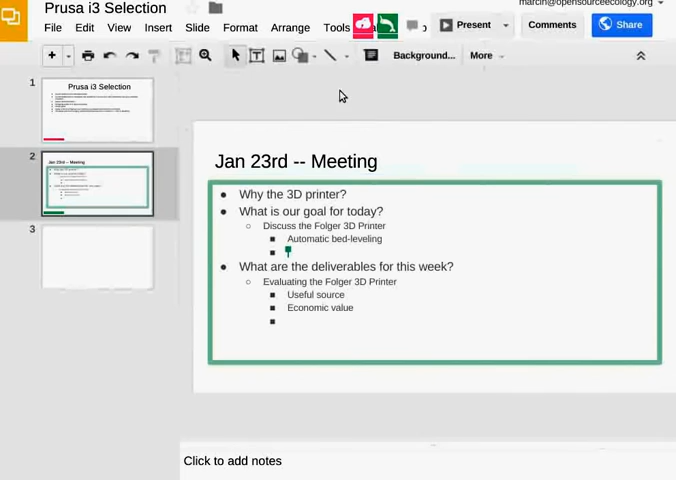 Prusa i3 Selection
marcin@opensourceecology.org
File Edit View Insert Slide Format Arrange Tools
Present
Comments
Share
Background... More
1
Prusa i3 Selection
2
Jan 23rd -- Meeting
3
Jan 23rd -- Meeting
Why the 3D printer?
What is our goal for today?
Discuss the Folger 3D Printer
Automatic bed-leveling
What are the deliverables for this week?
Evaluating the Folger 3D Printer
Useful source
Economic value
Click to add notes